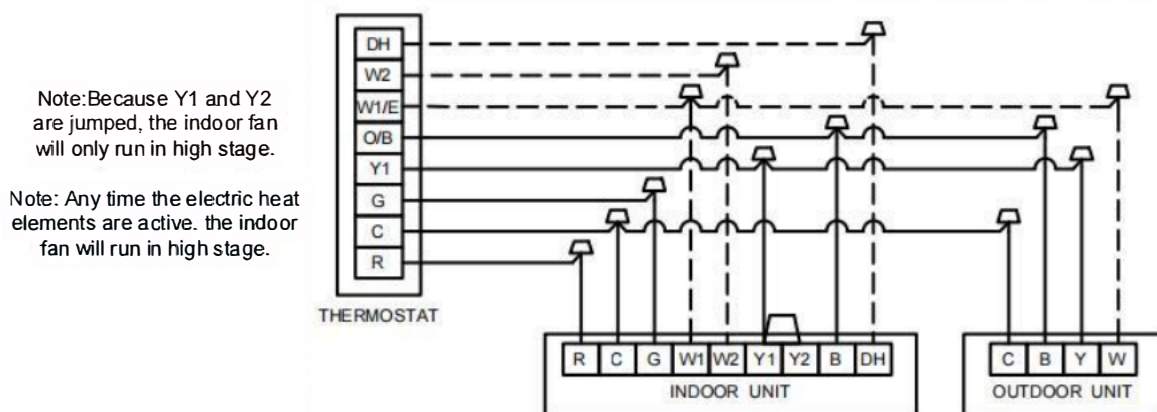 Note:Because Y1 and Y2
are jumped, the indoor fan
will only run in high stage.
Note: Any time the electric heat
elements are active. the indoor
fan will run in high stage.
DH
W2
W1/E
O/B
Y1
G
C
R
THERMOSTAT
R C G W1 W2 Y1 Y2 B DH
INDOOR UNIT
C B Y W
OUTDOOR UNIT